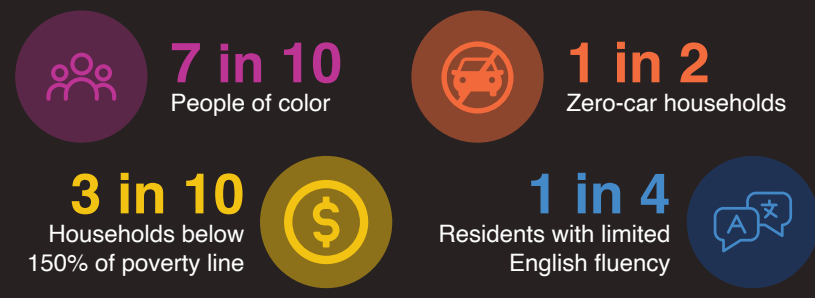 7 in 10
People of color
1 in 2
Zero-car households
3 in 10
Households below
150% of poverty line
1 in 4
Residents with limited
English fluency
A
文